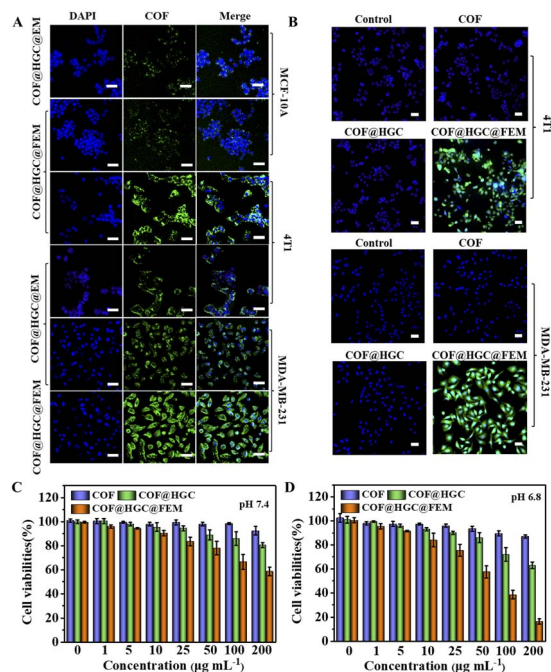 A
DAPI
COF
Merge
COF@HGC@EM
MCF-10A
COF@HGC@FEM
4T1
COF@HGC@EM
MDA-MB-231
COF@HGC@FEM
B
Control
COF
COF@HGC
COF@HGC@FEM
4T1
Control
COF
COF@HGC
COF@HGC@FEM
MDA-MB-231
C
COF
COF@HGC
COF@HGC@FEM
pH 7.4
Cell viabilities(%)
120
100
80
60
40
20
0
0 1 5 10 25 50 100 200
Concentration (μg mL-1)
D
COF
COF@HGC
COF@HGC@FEM
pH 6.8
Cell viabilities(%)
120
100
80
60
40
20
0
0 1 5 10 25 50 100 200
Concentration (μg mL-1)